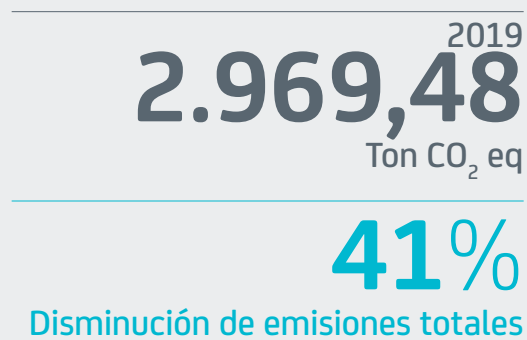 2019
2.969,48
Ton CO₂ eq
41%
Disminución de emisiones totales